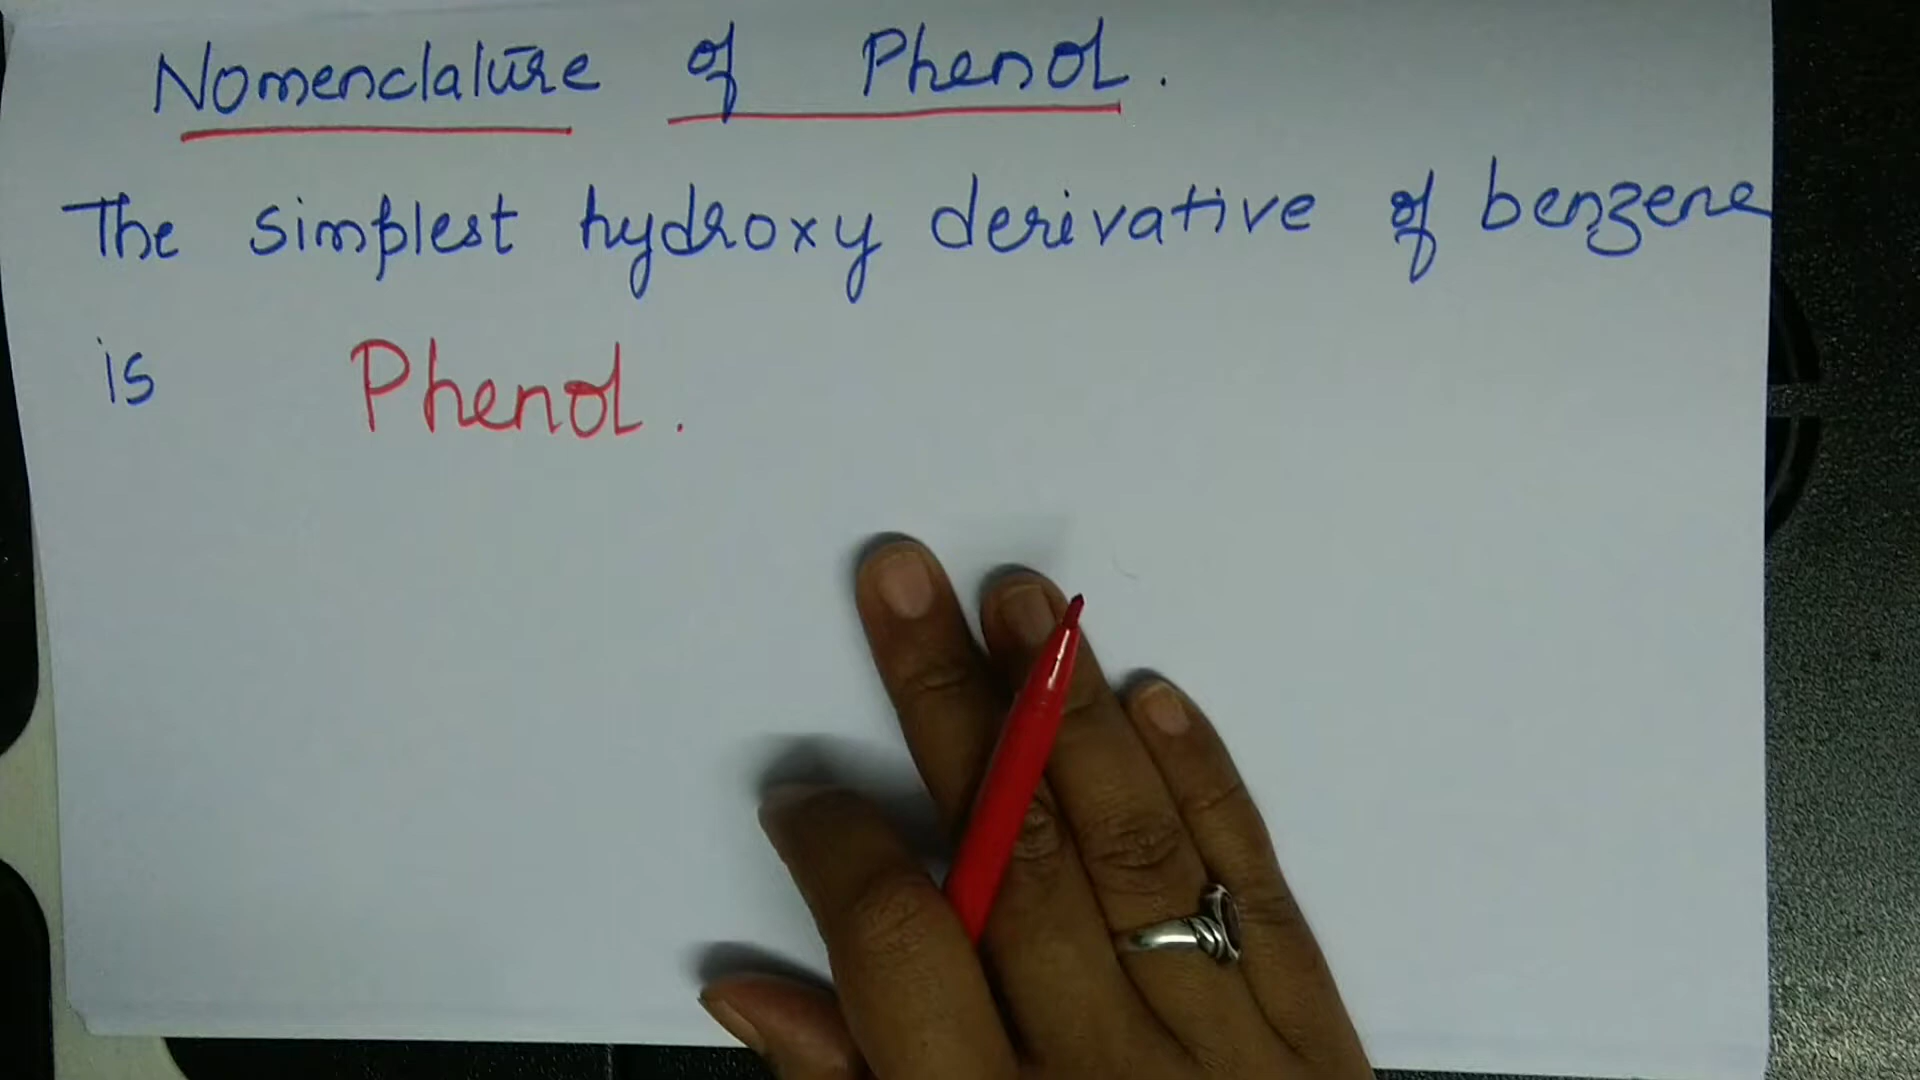 Nomenclature of Phenol.
The simplest hydroxy derivative of benzene
is Phenol.